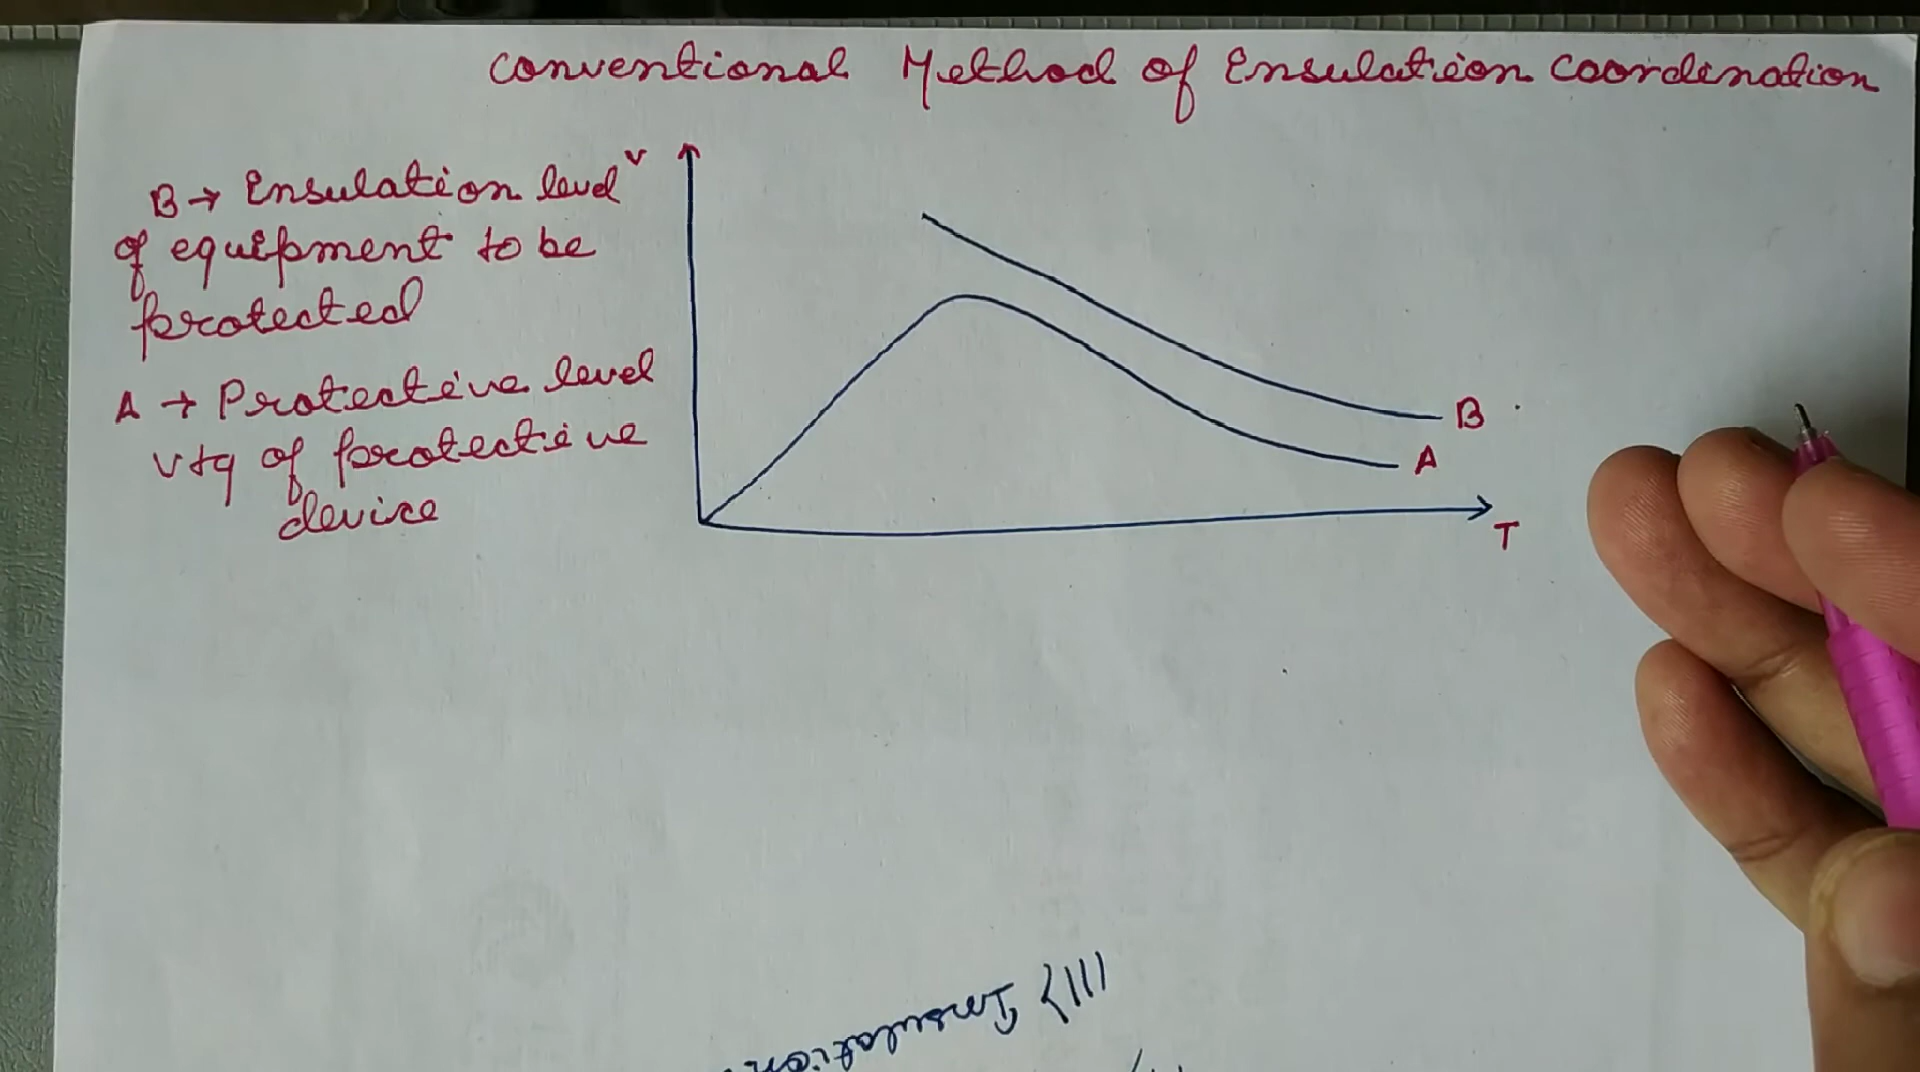 Conventional Method of Insulation Coordination
B → Insulation level
of equipment to be
protected
A → Protective level
vtg of protective
device
V
B
A
T
III) Insulation